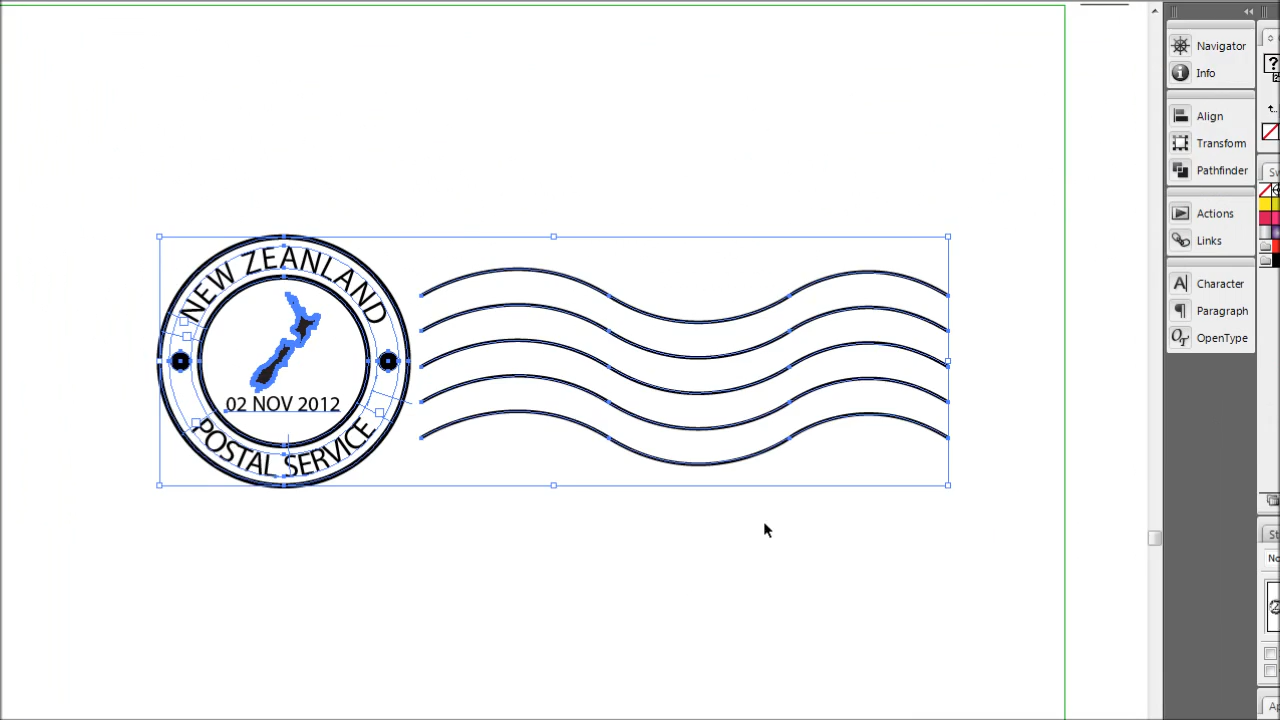 NEW ZEANLAND
02 NOV 2012
POSTAL SERVICE
Navigator
Info
Align
Transform
Pathfinder
Actions
Links
Character
Paragraph
OpenType